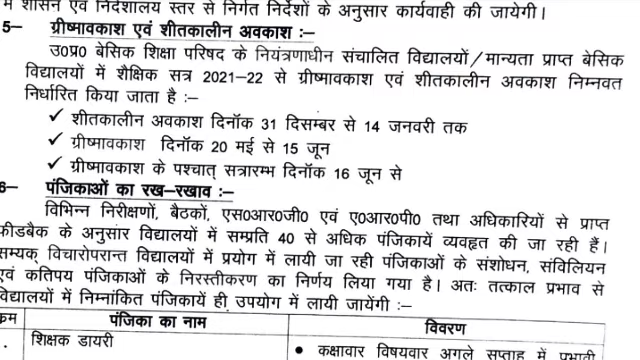 में शासन एवं निदेशालय स्तर से निर्गत निर्देशों के अनुसार कार्यवाही की जायेगी।
5– ग्रीष्मावकाश एवं शीतकालीन अवकाश :–
उ0प्र0 बेसिक शिक्षा परिषद के नियंत्रणाधीन संचालित विद्यालयों/मान्यता प्राप्त बेसिक
विद्यालयों में शैक्षिक सत्र 2021-22 से ग्रीष्मावकाश एवं शीतकालीन अवकाश निम्नवत
निर्धारित किया जाता है :–
✓ शीतकालीन अवकाश दिनॉक 31 दिसम्बर से 14 जनवरी तक
✓ ग्रीष्मावकाश दिनॉक 20 मई से 15 जून
✓ ग्रीष्मावकाश के पश्चात् सत्रारम्भ दिनॉक 16 जून से
6– पंजिकाओं का रख–रखाव :–
विभिन्न निरीक्षणों, बैठकों, एस0आर0जी0 एवं ए0आर0पी0 तथा अधिकारियों से प्राप्त
फीडबैक के अनुसार विद्यालयों में सम्प्रति 40 से अधिक पंजिकायें व्यवहृत की जा रही हैं।
सम्यक् विचारोपरान्त विद्यालयों में प्रयोग में लायी जा रही पंजिकाओं के संशोधन, संविलियन
एवं कतिपय पंजिकाओं के निरस्तीकरण का निर्णय लिया गया है। अतः तत्काल प्रभाव से
विद्यालयों में निम्नांकित पंजिकायें ही उपयोग में लायी जायेंगी :–
क्रम पंजिका का नाम विवरण
शिक्षक डायरी • कक्षावार विषयवार अगले सप्ताह में प्रभावी